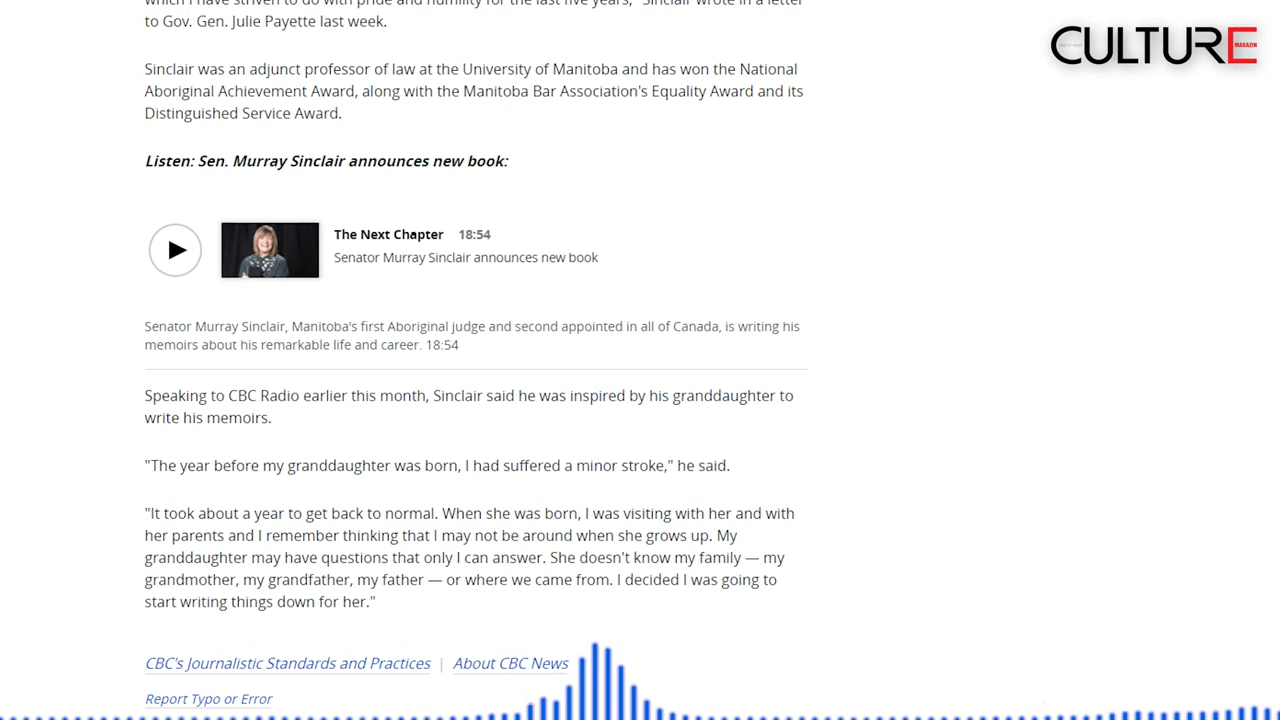 which I have striven to do with pride and humility for the last five years," Sinclair wrote in a letter
to Gov. Gen. Julie Payette last week.
Sinclair was an adjunct professor of law at the University of Manitoba and has won the National
Aboriginal Achievement Award, along with the Manitoba Bar Association's Equality Award and its
Distinguished Service Award.
Listen: Sen. Murray Sinclair announces new book:
The Next Chapter 18:54
Senator Murray Sinclair announces new book
Senator Murray Sinclair, Manitoba's first Aboriginal judge and second appointed in all of Canada, is writing his
memoirs about his remarkable life and career. 18:54
Speaking to CBC Radio earlier this month, Sinclair said he was inspired by his granddaughter to
write his memoirs.
"The year before my granddaughter was born, I had suffered a minor stroke," he said.
"It took about a year to get back to normal. When she was born, I was visiting with her and with
her parents and I remember thinking that I may not be around when she grows up. My
granddaughter may have questions that only I can answer. She doesn't know my family — my
grandmother, my grandfather, my father — or where we came from. I decided I was going to
start writing things down for her."
CBC's Journalistic Standards and Practices | About CBC News
Report Typo or Error
CULTURE
MAGAZIN